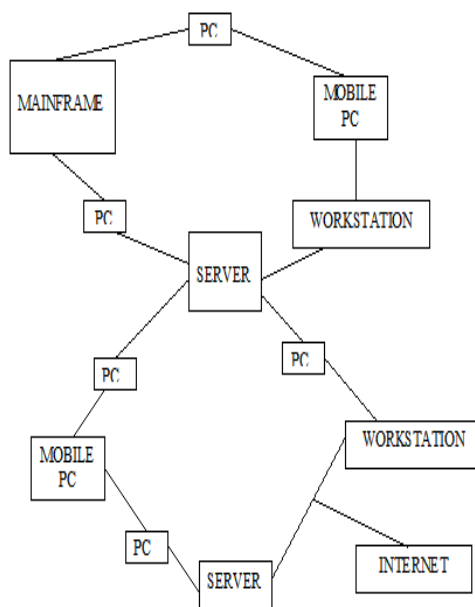 PC
MAINFRAME
MOBILE
PC
PC
WORKSTATION
SERVER
PC
PC
WORKSTATION
MOBILE
PC
PC
INTERNET
SERVER